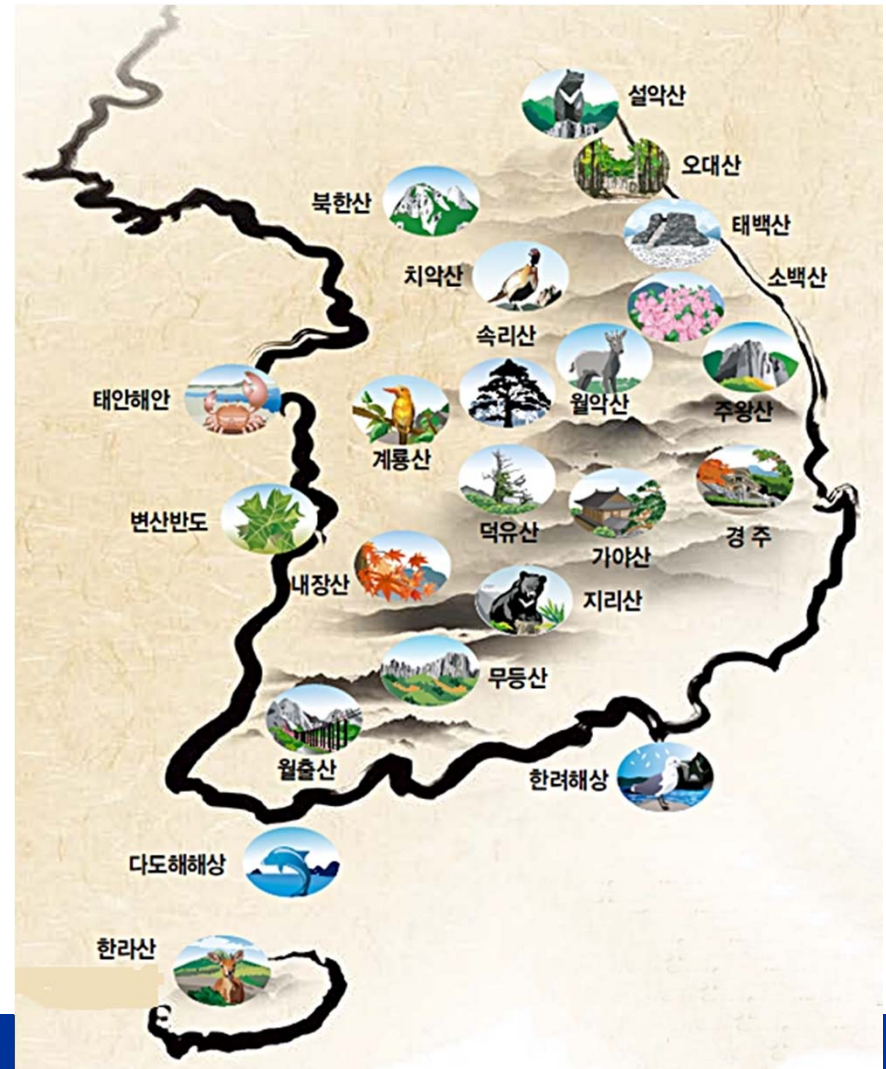 설악산
오대산
북한산
태백산
치악산
소백산
속리산
태안해안
월악산
주왕산
계룡산
변산반도
덕유산
경 주
가야산
내장산
지리산
무등산
월출산
한려해상
다도해해상
한라산